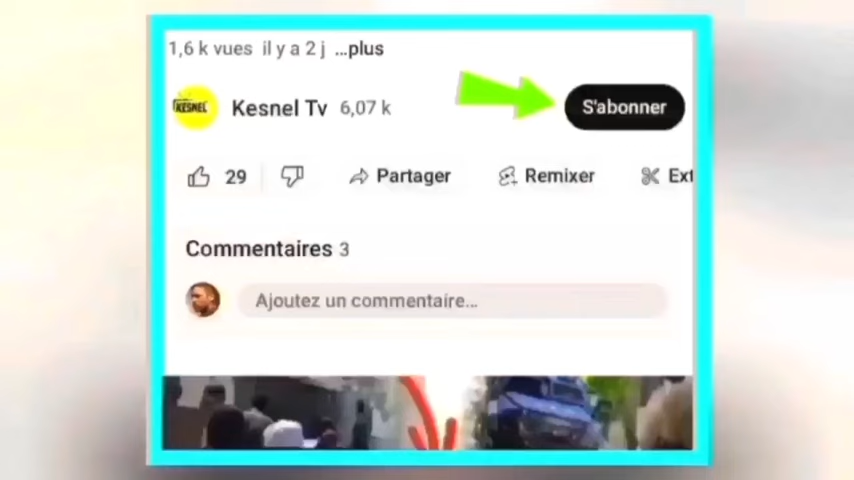 1,6 k vues il y a 2 j ...plus
KESNEL
Kesnel Tv 6,07 k
S'abonner
29
Partager
Remixer
Ext
Commentaires 3
Ajoutez un commentaire...